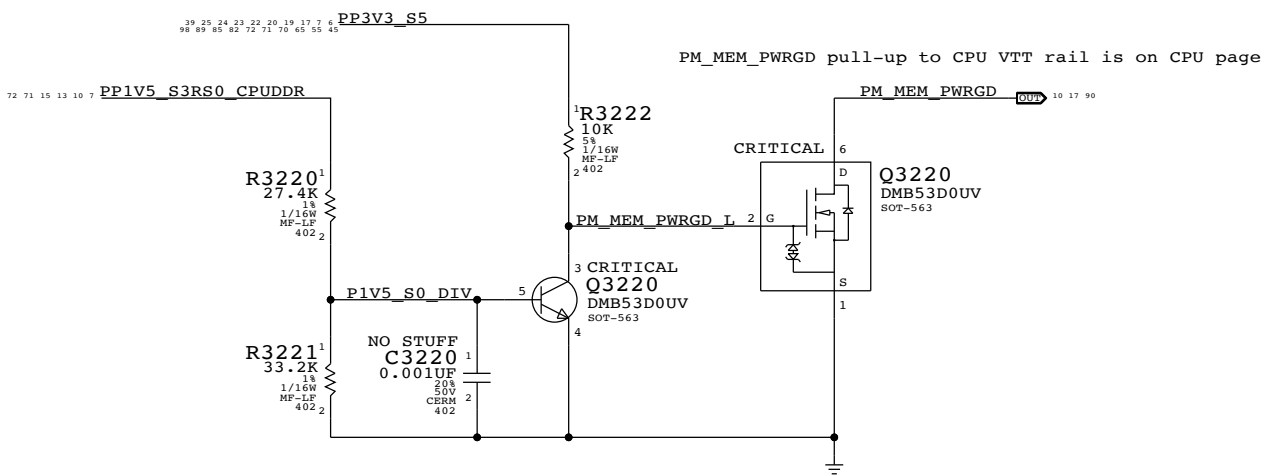 39 25 24 23 22 20 19 17 7 6
98 89 85 82 72 71 70 65 55 45
PP3V3_S5
PM_MEM_PWRGD pull-up to CPU VTT rail is on CPU page
72 71 15 13 10 7
PP1V5_S3RS0_CPUDDR
PM_MEM_PWRGD
OUT
10 17 90
1
R3222
10K
5%
1/16W
MF-LF
402
2
CRITICAL
6
D
Q3220
DMB53D0UV
SOT-563
R3220
1
27.4K
1%
1/16W
MF-LF
402
2
PM_MEM_PWRGD_L
2
G
S
1
3
CRITICAL
Q3220
DMB53D0UV
SOT-563
P1V5_S0_DIV
5
4
R3221
1
33.2K
1%
1/16W
MF-LF
402
2
NO STUFF
C3220
1
0.001UF
20%
50V
CERM
402
2